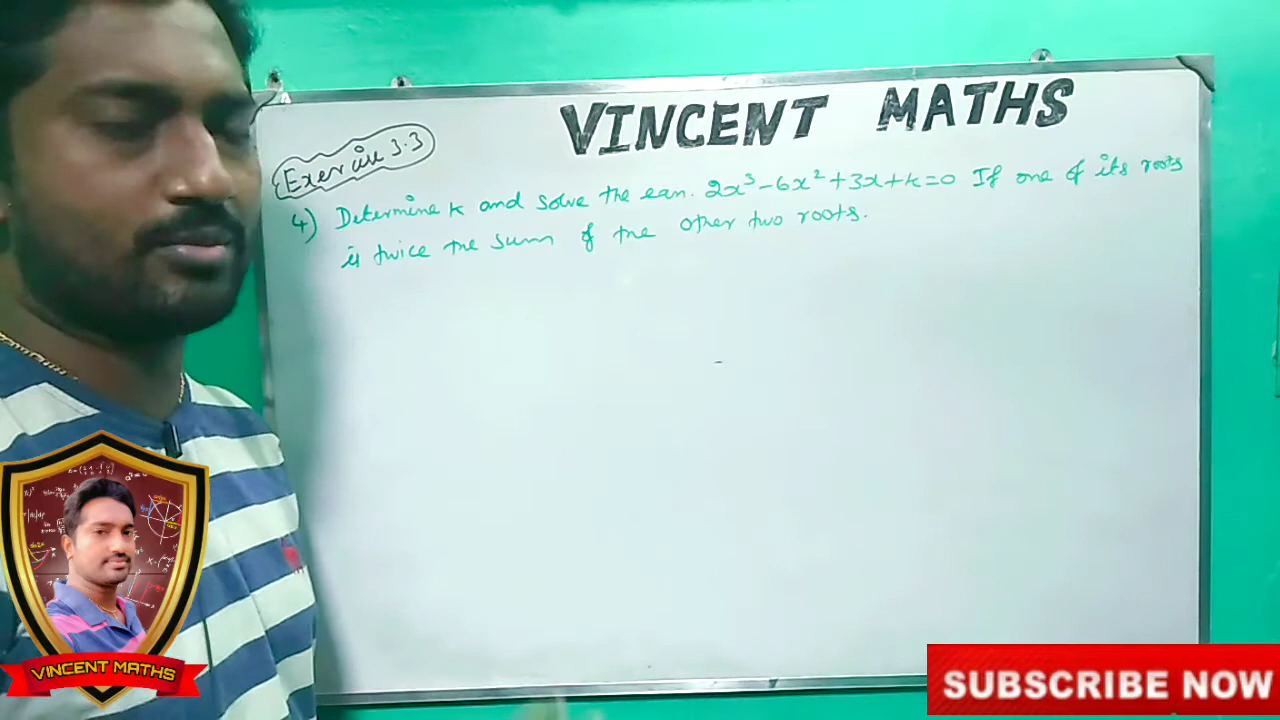 VINCENT MATHS
Exercise 3.3
4) Determine k and solve the eqn. 2x³-6x²+3x+k=0 If one of its roots
is twice the sum of the other two roots.
VINCENT MATHS
SUBSCRIBE NOW